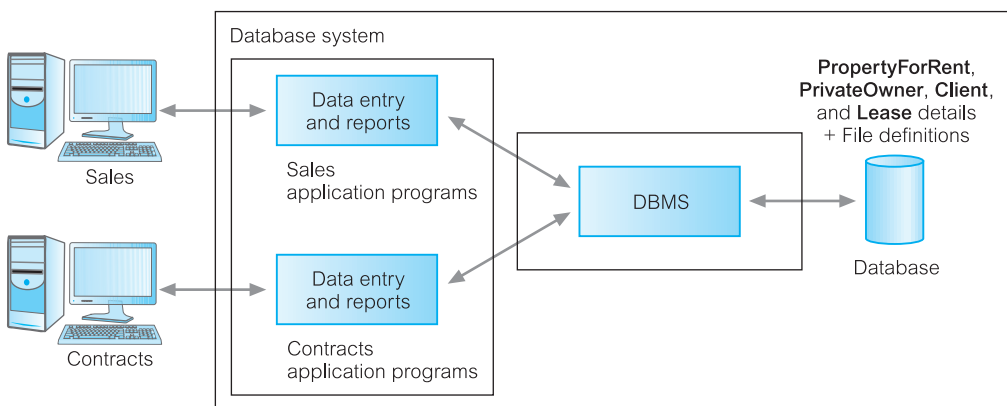 Database system
PropertyForRent,
PrivateOwner, Client,
and Lease details
+ File definitions
Data entry
and reports
Sales
Sales
application programs
DBMS
Database
Data entry
and reports
Contracts
Contracts
application programs